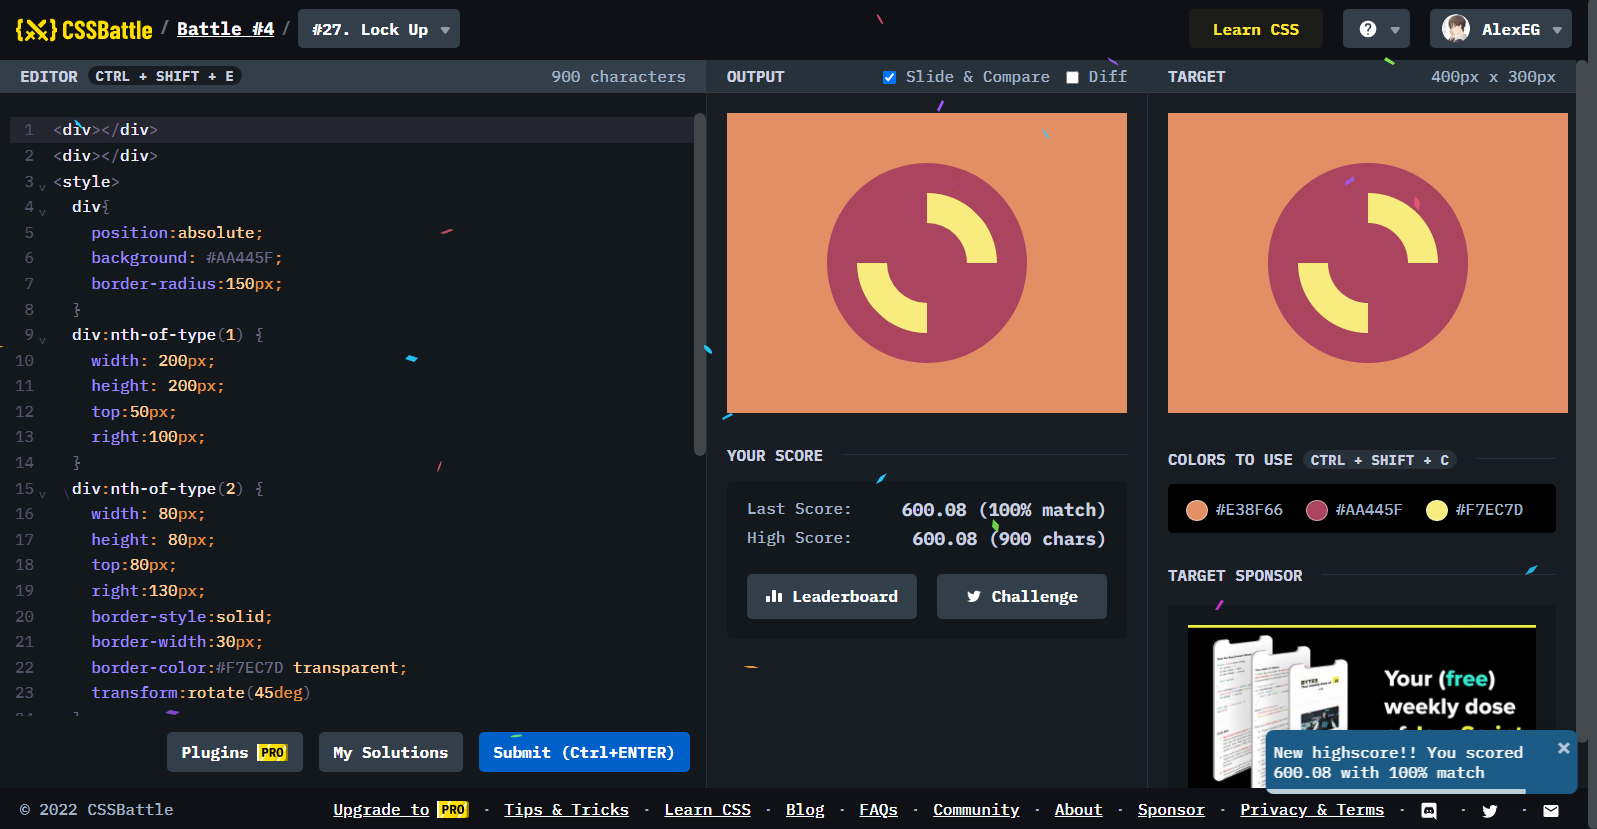 CSSBattle / Battle #4 / #27. Lock Up Learn CSS AlexEG
EDITOR CTRL + SHIFT + E 900 characters
1 <div></div>
2 <div></div>
3 <style>
4 div{
5 position:absolute;
6 background: #AA445F;
7 border-radius:150px;
8 }
9 div:nth-of-type(1) {
10 width: 200px;
11 height: 200px;
12 top:50px;
13 right:100px;
14 }
15 div:nth-of-type(2) {
16 width: 80px;
17 height: 80px;
18 top:80px;
19 right:130px;
20 border-style:solid;
21 border-width:30px;
22 border-color:#F7EC7D transparent;
23 transform:rotate(45deg)
Plugins PRO My Solutions Submit (Ctrl+ENTER)
OUTPUT Slide & Compare Diff
YOUR SCORE
Last Score: 600.08 (100% match)
High Score: 600.08 (900 chars)
Leaderboard Challenge
TARGET 400px x 300px
COLORS TO USE CTRL + SHIFT + C
#E38F66 #AA445F #F7EC7D
TARGET SPONSOR
BYTES
Your (free)
weekly dose
New highscore!! You scored
600.08 with 100% match
© 2022 CSSBattle Upgrade to PRO · Tips & Tricks · Learn CSS · Blog · FAQs · Community · About · Sponsor · Privacy & Terms · · ·